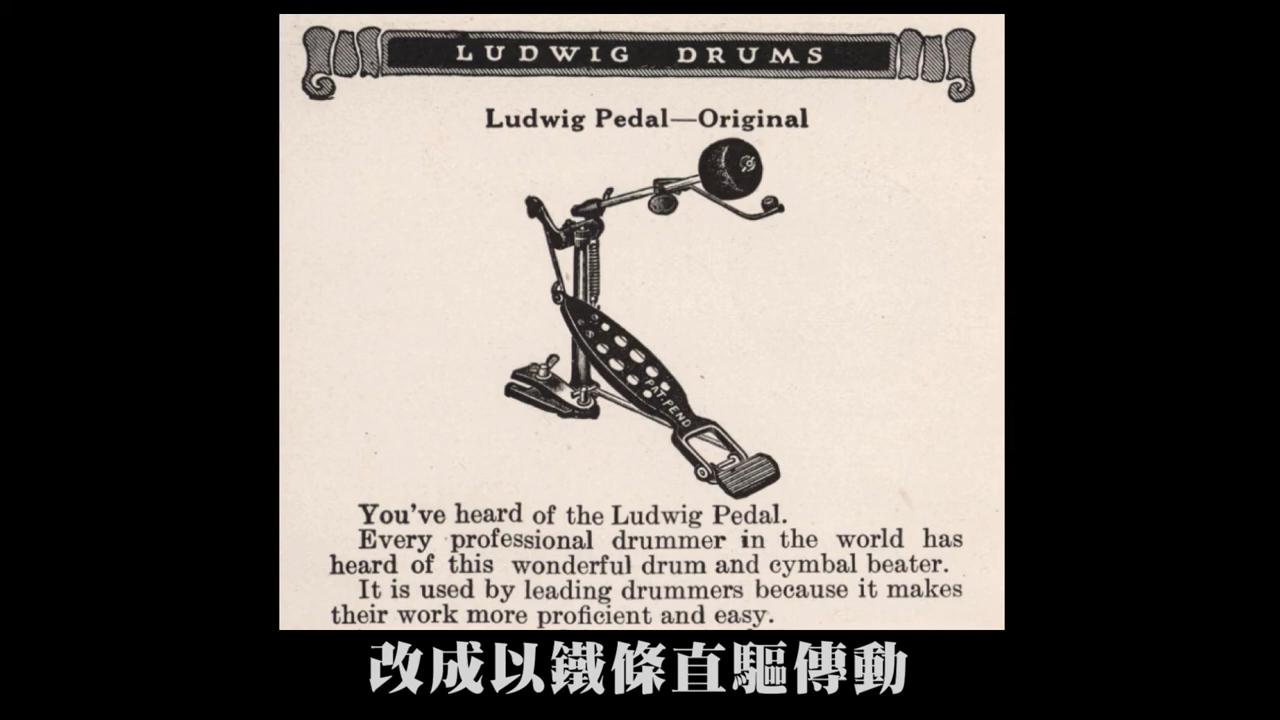 LUDWIG DRUMS
Ludwig Pedal—Original
PAT. PEND
You've heard of the Ludwig Pedal.
Every professional drummer in the world has
heard of this wonderful drum and cymbal beater.
It is used by leading drummers because it makes
their work more proficient and easy.
改成以鐵條直驅傳動